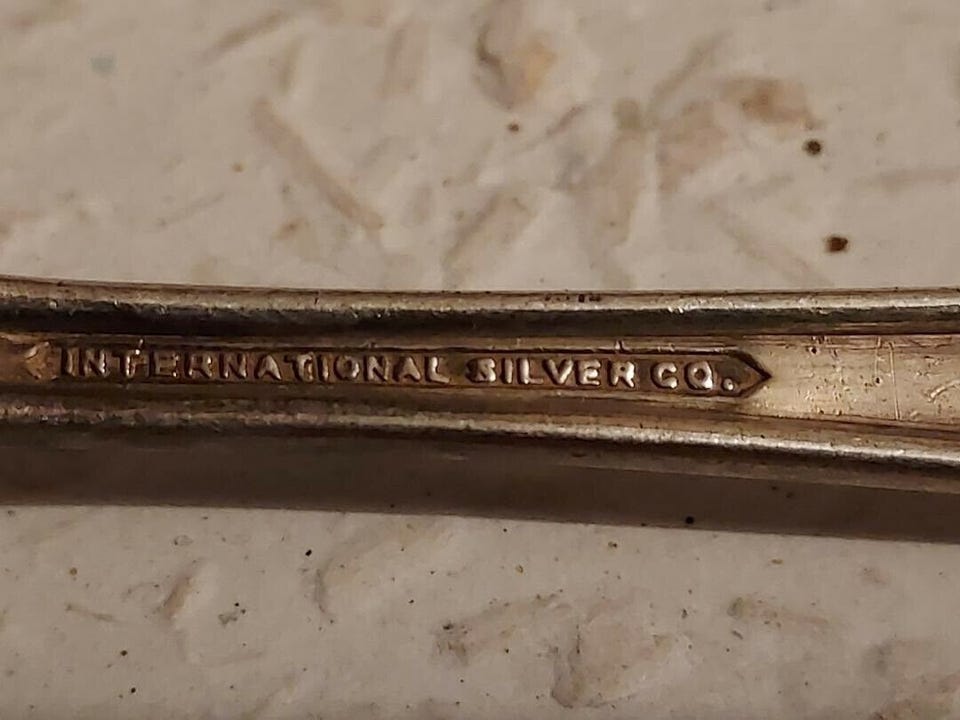 INTERNATIONAL SILVER CO.